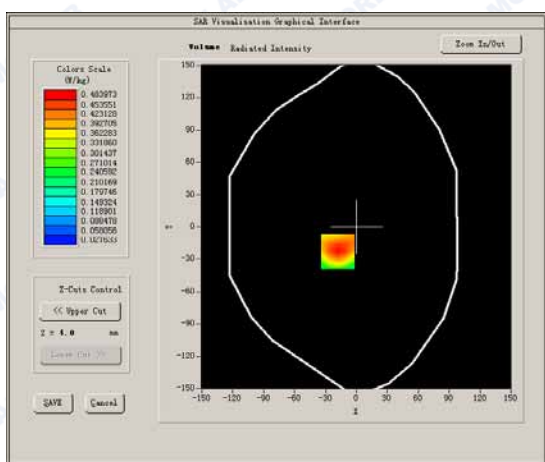 SAR Visualisation Graphical Interface
Volume Radiated Intensity
Zoom In/Out
Colors Scale
(W/kg)
0.483973
0.453551
0.423128
0.392705
0.362283
0.331860
0.301437
0.271014
0.240592
0.210169
0.179746
0.149324
0.118901
0.088478
0.058056
0.027633
150
120
90
60
30
0
-30
-60
-90
-120
-150
Y
-150 -120 -90 -60 -30 0 30 60 90 120 150
X
Z-Cuts Control
<< Upper Cut
Z = 4.0 mm
Lower Cut >>
SAVE Cancel